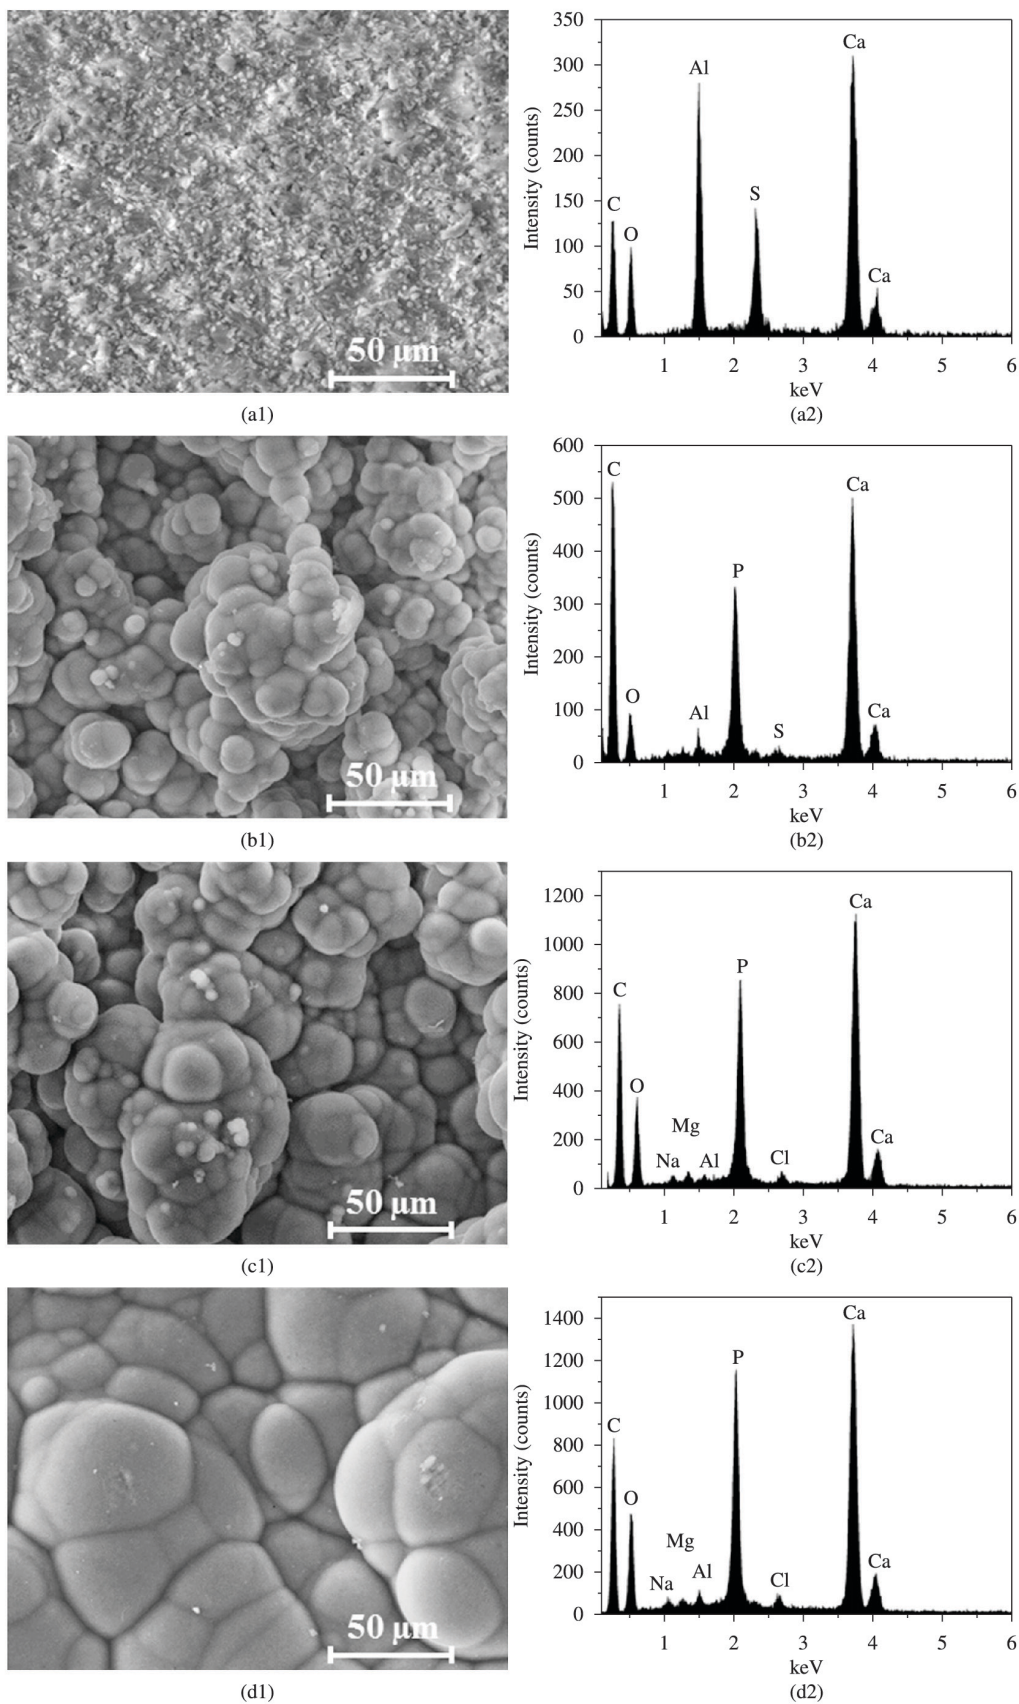 50 μm
(a1)
350
300
250
200
150
100
50
0
Intensity (counts)
C
O
Al
S
Ca
Ca
1 2 3 4 5 6
keV
(a2)
50 μm
(b1)
600
500
400
300
200
100
0
Intensity (counts)
C
O
Al
P
S
Ca
Ca
1 2 3 4 5 6
keV
(b2)
50 μm
(c1)
1200
1000
800
600
400
200
0
Intensity (counts)
C
O
Na
Mg
Al
P
Cl
Ca
Ca
1 2 3 4 5 6
keV
(c2)
50 μm
(d1)
1400
1200
1000
800
600
400
200
0
Intensity (counts)
C
O
Na
Mg
Al
P
Cl
Ca
Ca
1 2 3 4 5 6
keV
(d2)